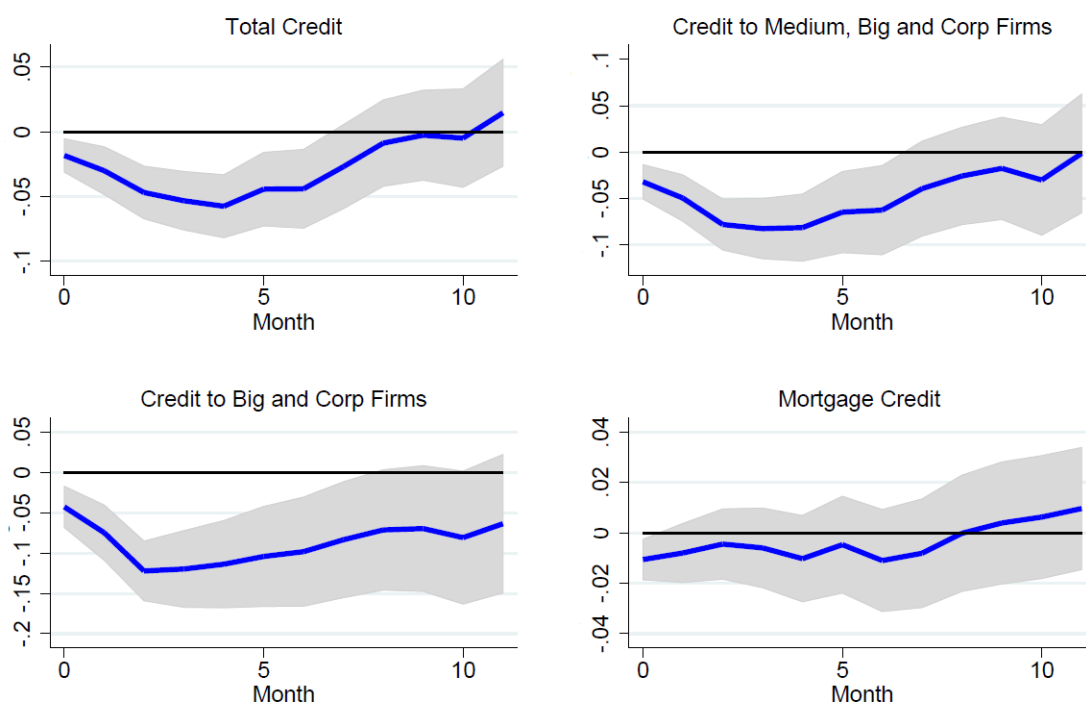 Total Credit
.05
0
-.05
-.1
0 5 10
Month
Credit to Medium, Big and Corp Firms
.1
.05
0
-.05
-.1
0 5 10
Month
Credit to Big and Corp Firms
.05
0
-.05
-.1
-.15
-.2
0 5 10
Month
Mortgage Credit
.04
.02
0
-.02
-.04
0 5 10
Month